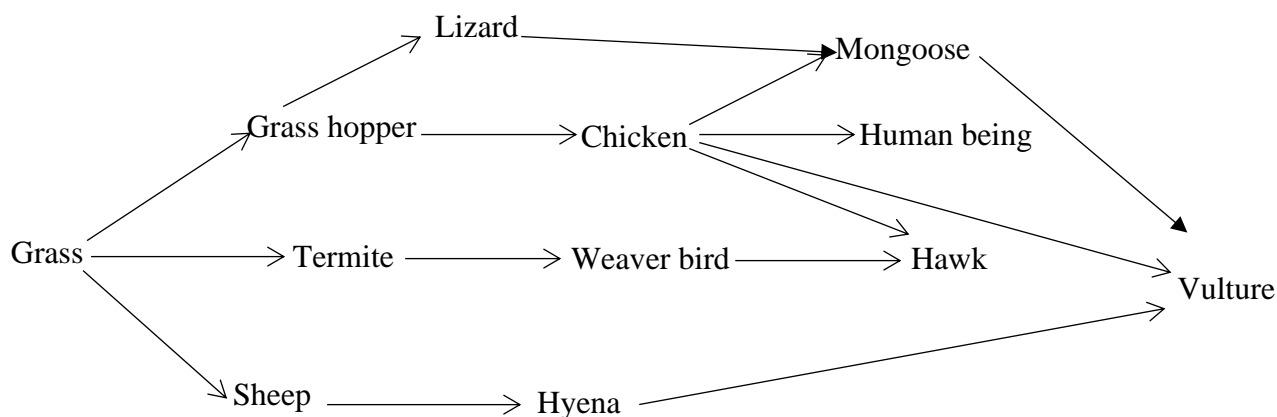 Lizard
Mongoose
Grass hopper
Chicken
Human being
Grass
Termite
Weaver bird
Hawk
Vulture
Sheep
Hyena